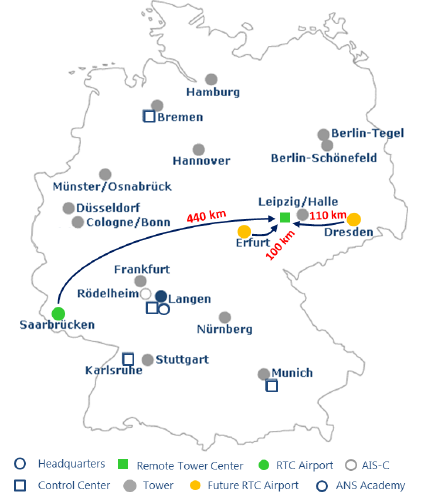 Hamburg
Bremen
Berlin-Tegel
Hannover
Berlin-Schönefeld
Münster/Osnabrück
Leipzig/Halle
Düsseldorf
440 km
110 km
Cologne/Bonn
Dresden
Erfurt
100 km
Frankfurt
Rödelheim
Langen
Saarbrücken
Nürnberg
Karlsruhe
Stuttgart
Munich
Headquarters
Remote Tower Center
RTC Airport
AIS-C
Control Center
Tower
Future RTC Airport
ANS Academy